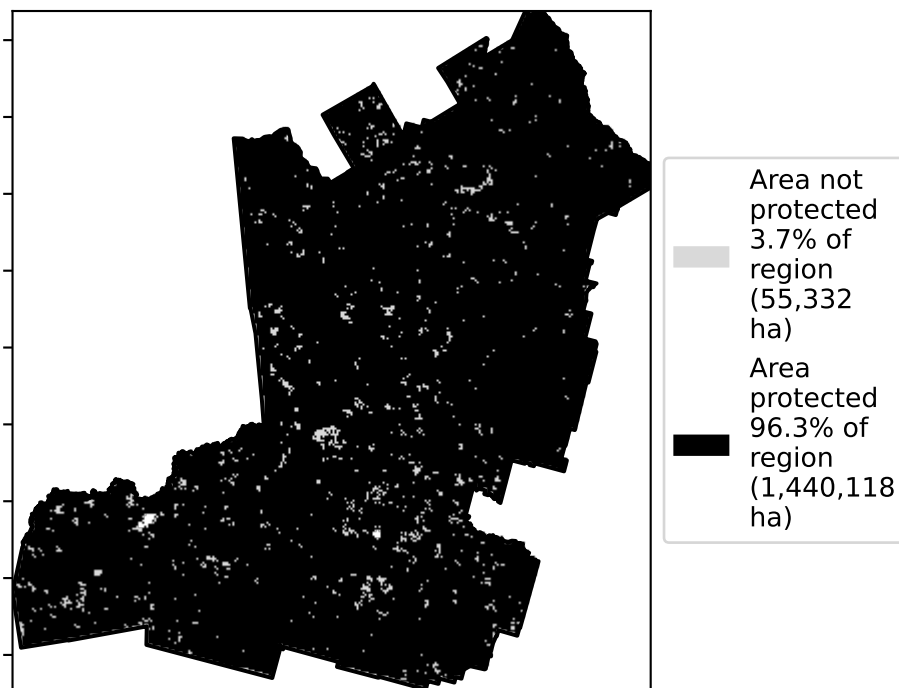 Area not
protected
3.7% of
region
(55,332
ha)
Area
protected
96.3% of
region
(1,440,118
ha)